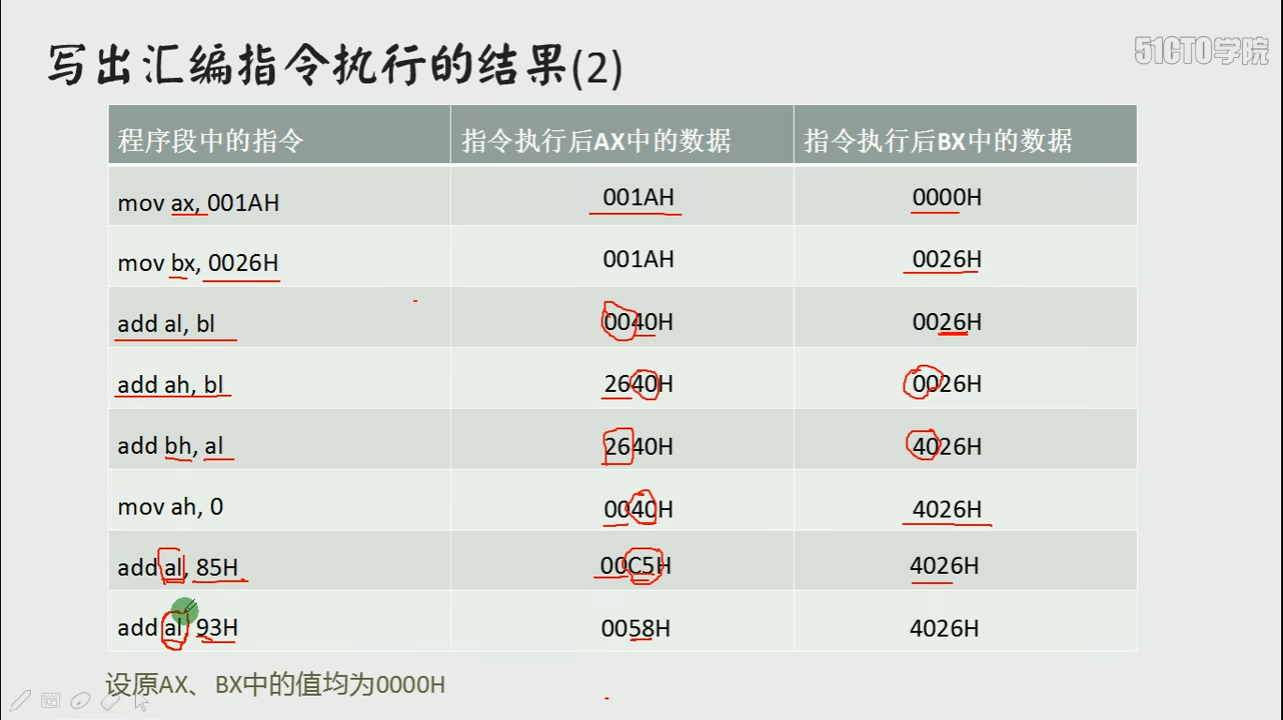 写出汇编指令执行的结果(2)
51CTO学院
程序段中的指令 指令执行后AX中的数据 指令执行后BX中的数据
mov ax, 001AH 001AH 0000H
mov bx, 0026H 001AH 0026H
add al, bl 0040H 0026H
add ah, bl 2640H 0026H
add bh, al 2640H 4026H
mov ah, 0 0040H 4026H
add al, 85H 00C5H 4026H
add al, 93H 0058H 4026H
设原AX、BX中的值均为0000H